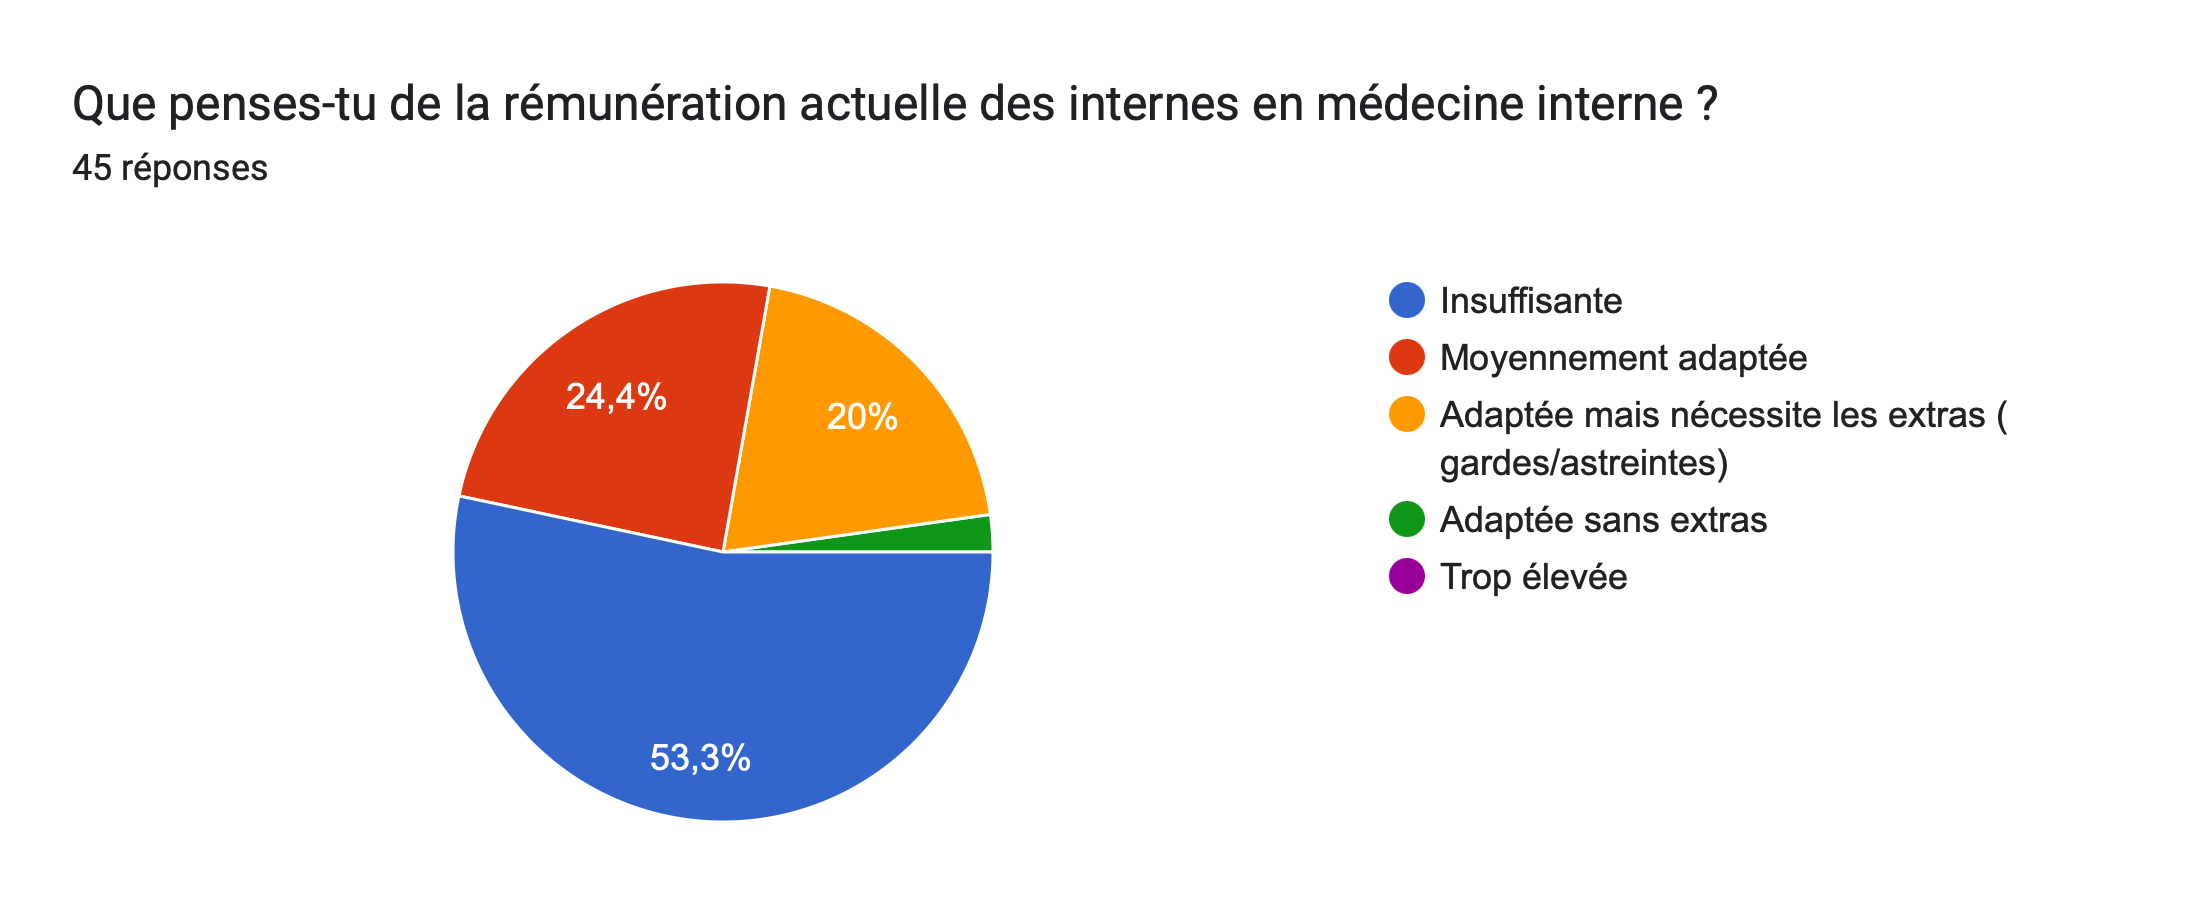 Que penses-tu de la rémunération actuelle des internes en médecine interne ?
45 réponses
24,4%
20%
53,3%
Insuffisante
Moyennement adaptée
Adaptée mais nécessite les extras (
gardes/astreintes)
Adaptée sans extras
Trop élevée